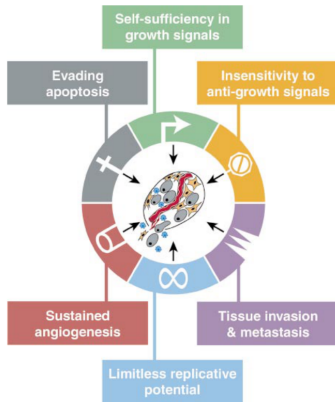 Self-sufficiency in
growth signals
Evading
apoptosis
Insensitivity to
anti-growth signals
Sustained
angiogenesis
Tissue invasion
& metastasis
Limitless replicative
potential